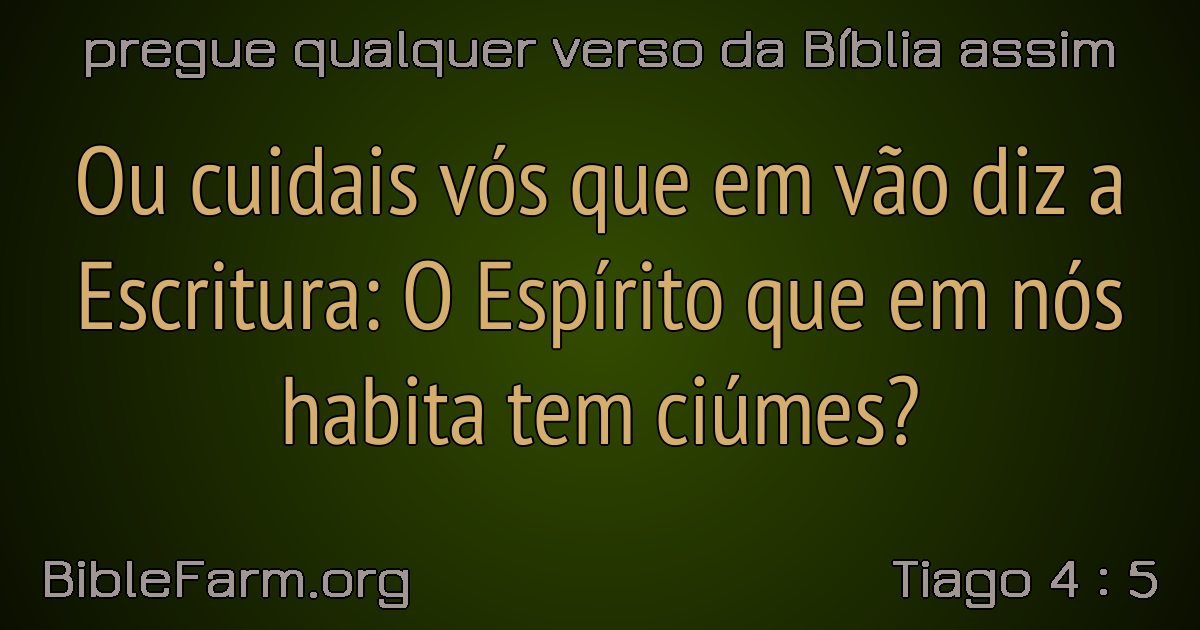 pregue qualquer verso da Bíblia assim
Ou cuidais vós que em vão diz a
Escritura: O Espírito que em nós
habita tem ciúmes?
BibleFarm.org
Tiago 4 : 5